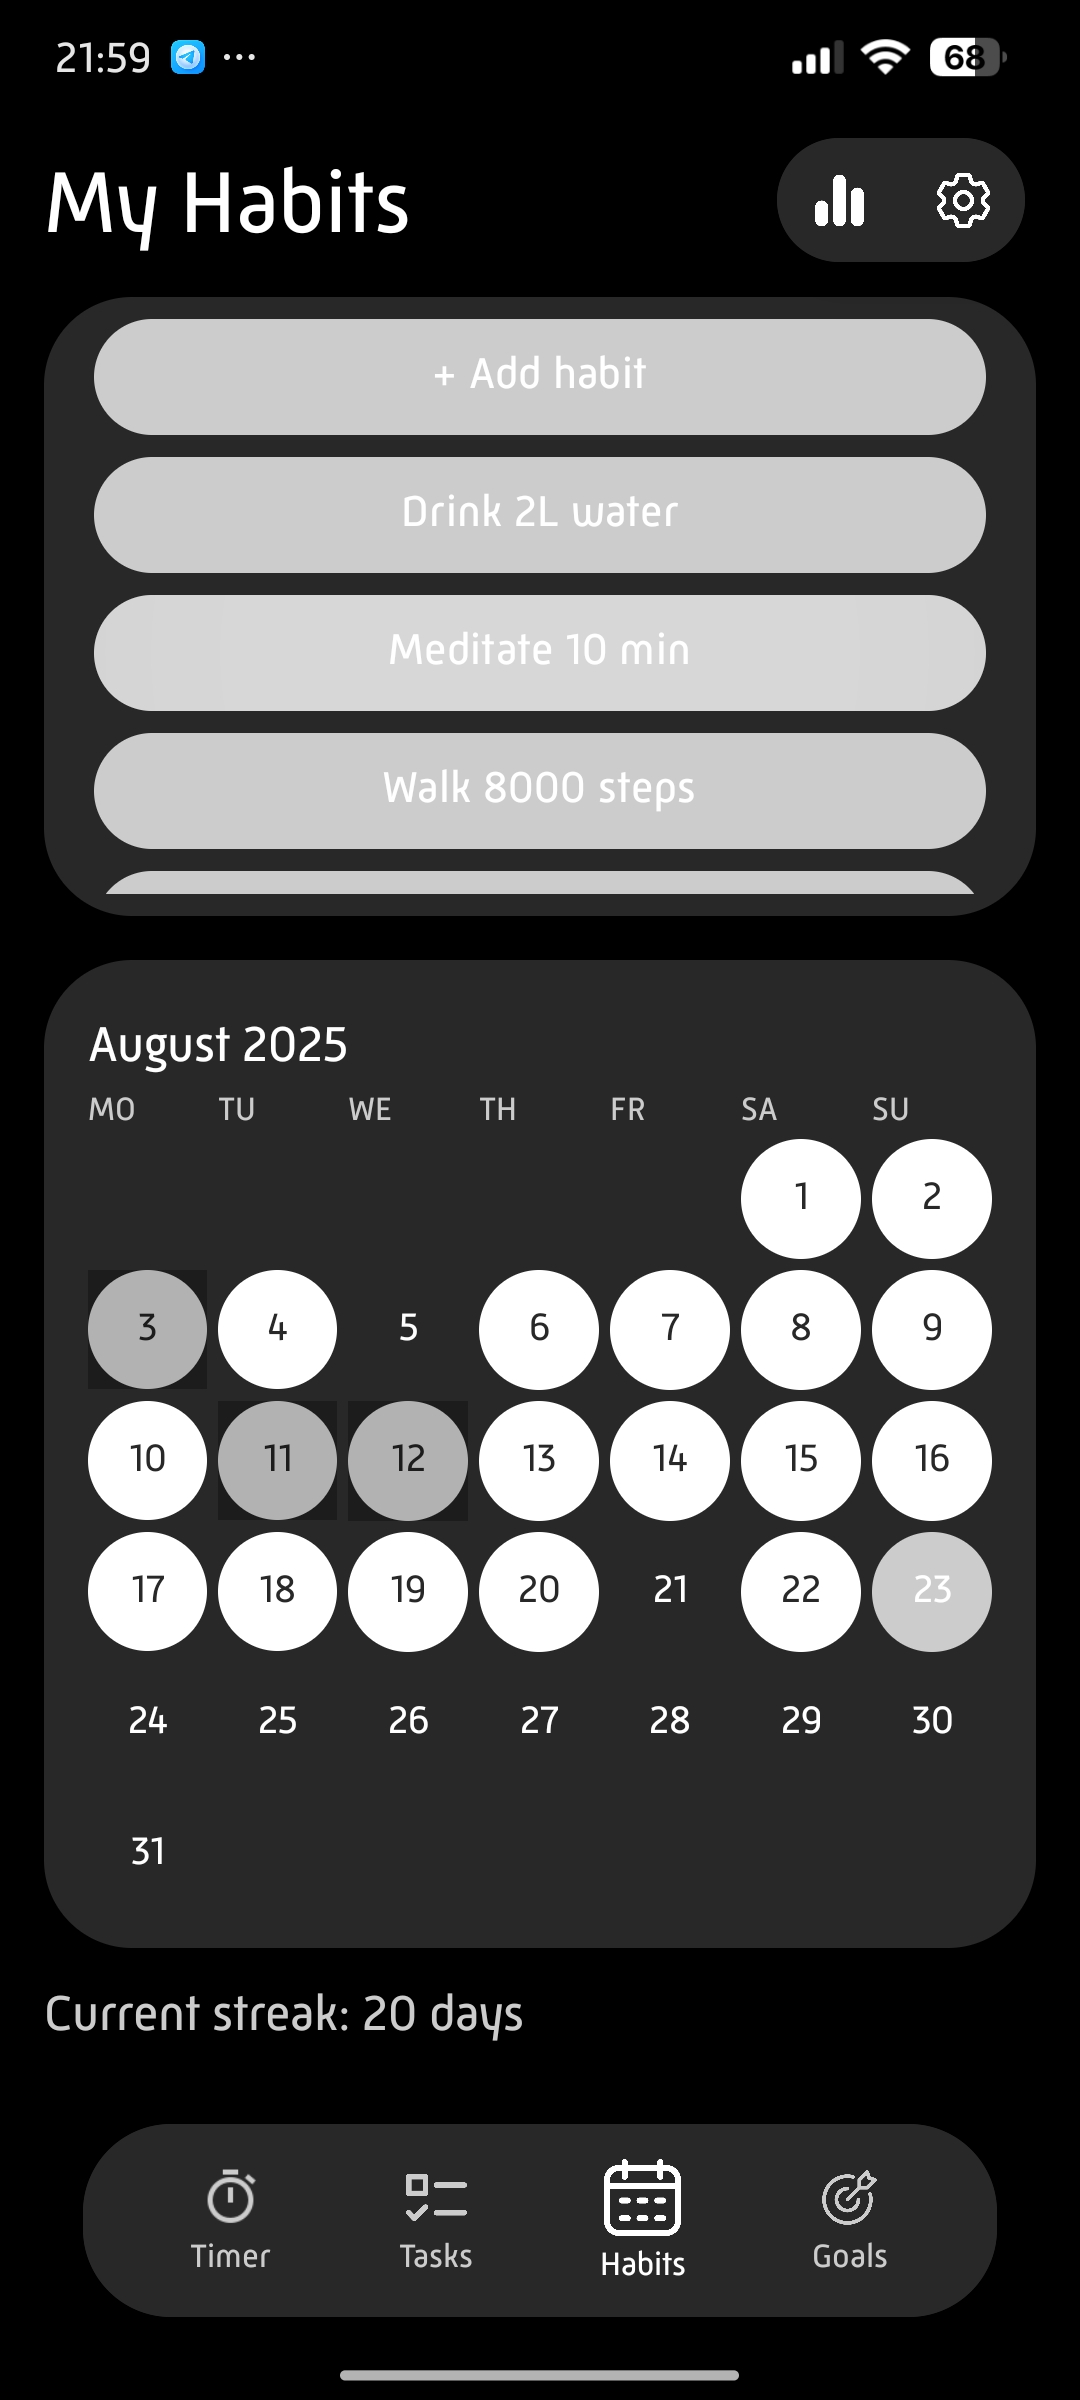 21:59 ... 68
My Habits
+ Add habit
Drink 2L water
Meditate 10 min
Walk 8000 steps
August 2025
MO TU WE TH FR SA SU
1 2
3 4 5 6 7 8 9
10 11 12 13 14 15 16
17 18 19 20 21 22 23
24 25 26 27 28 29 30
31
Current streak: 20 days
Timer Tasks Habits Goals